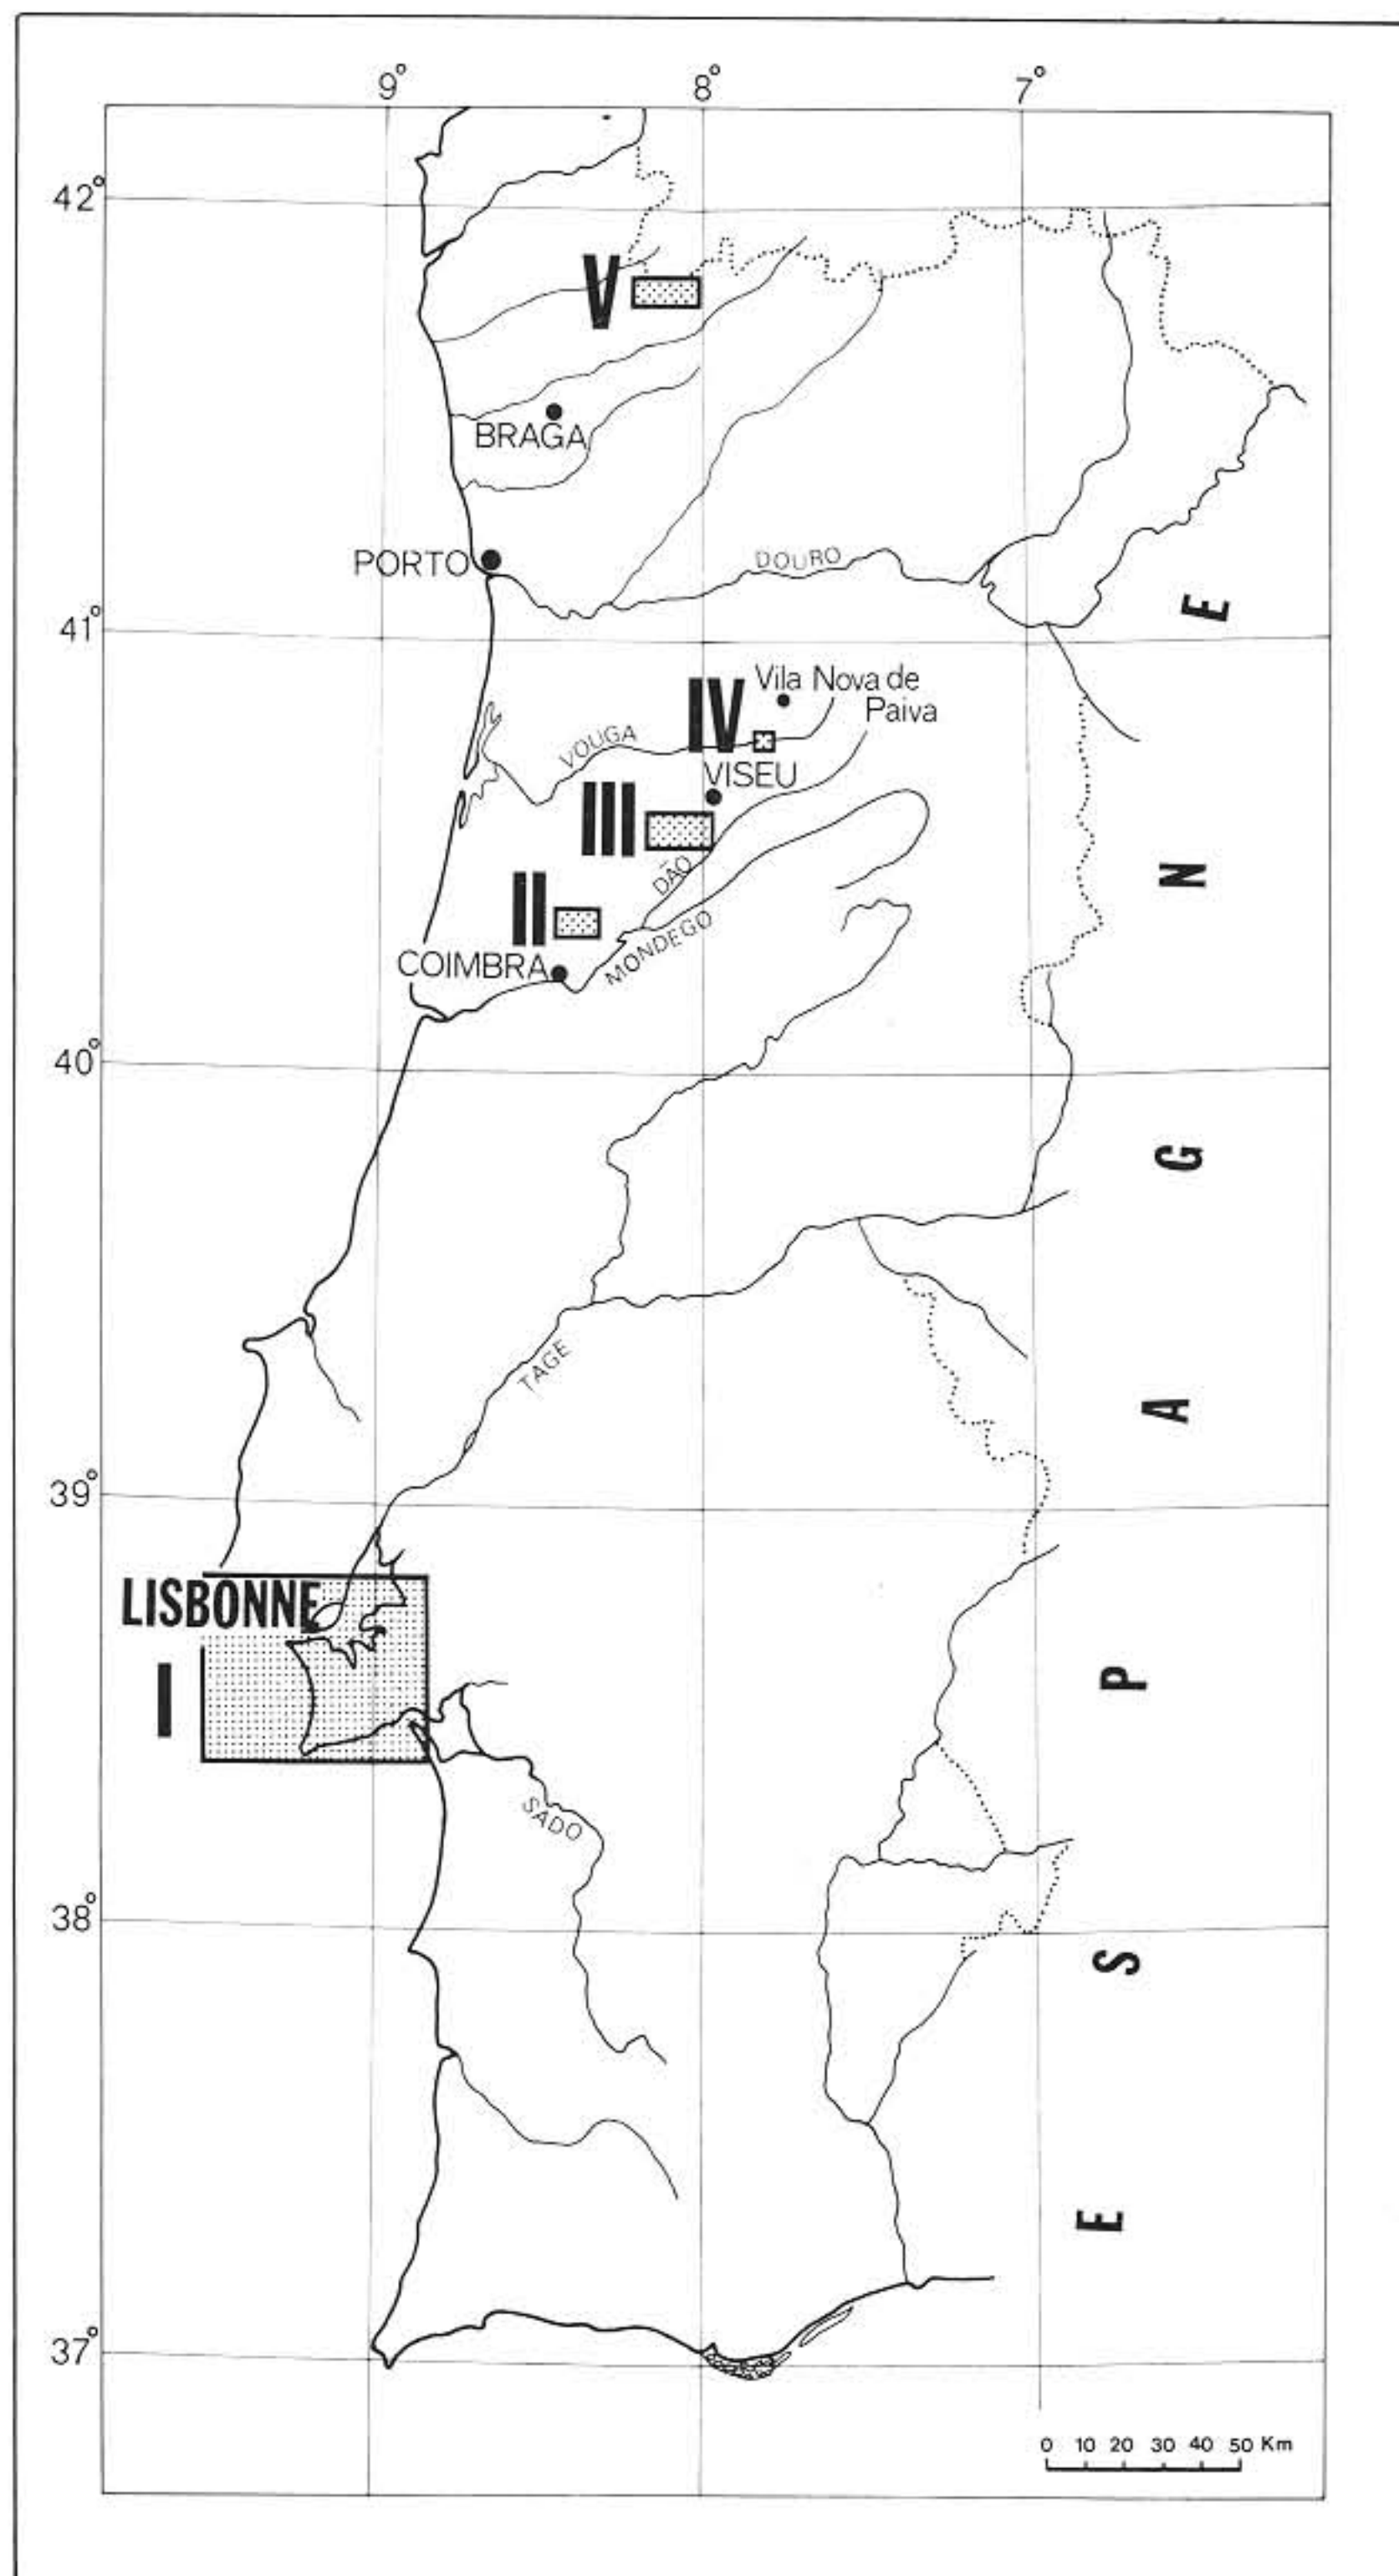 9° 8° 7°
42°
V
BRAGA
PORTO
DOURO
41°
E
IV
Vila Nova de
Paiva
VOUGA
VISEU
III
DÃO
N
II
MONDEGO
COIMBRA
40°
G
TAGE
A
39°
LISBONNE
I
P
SADO
38°
S
E
37°
0 10 20 30 40 50 Km